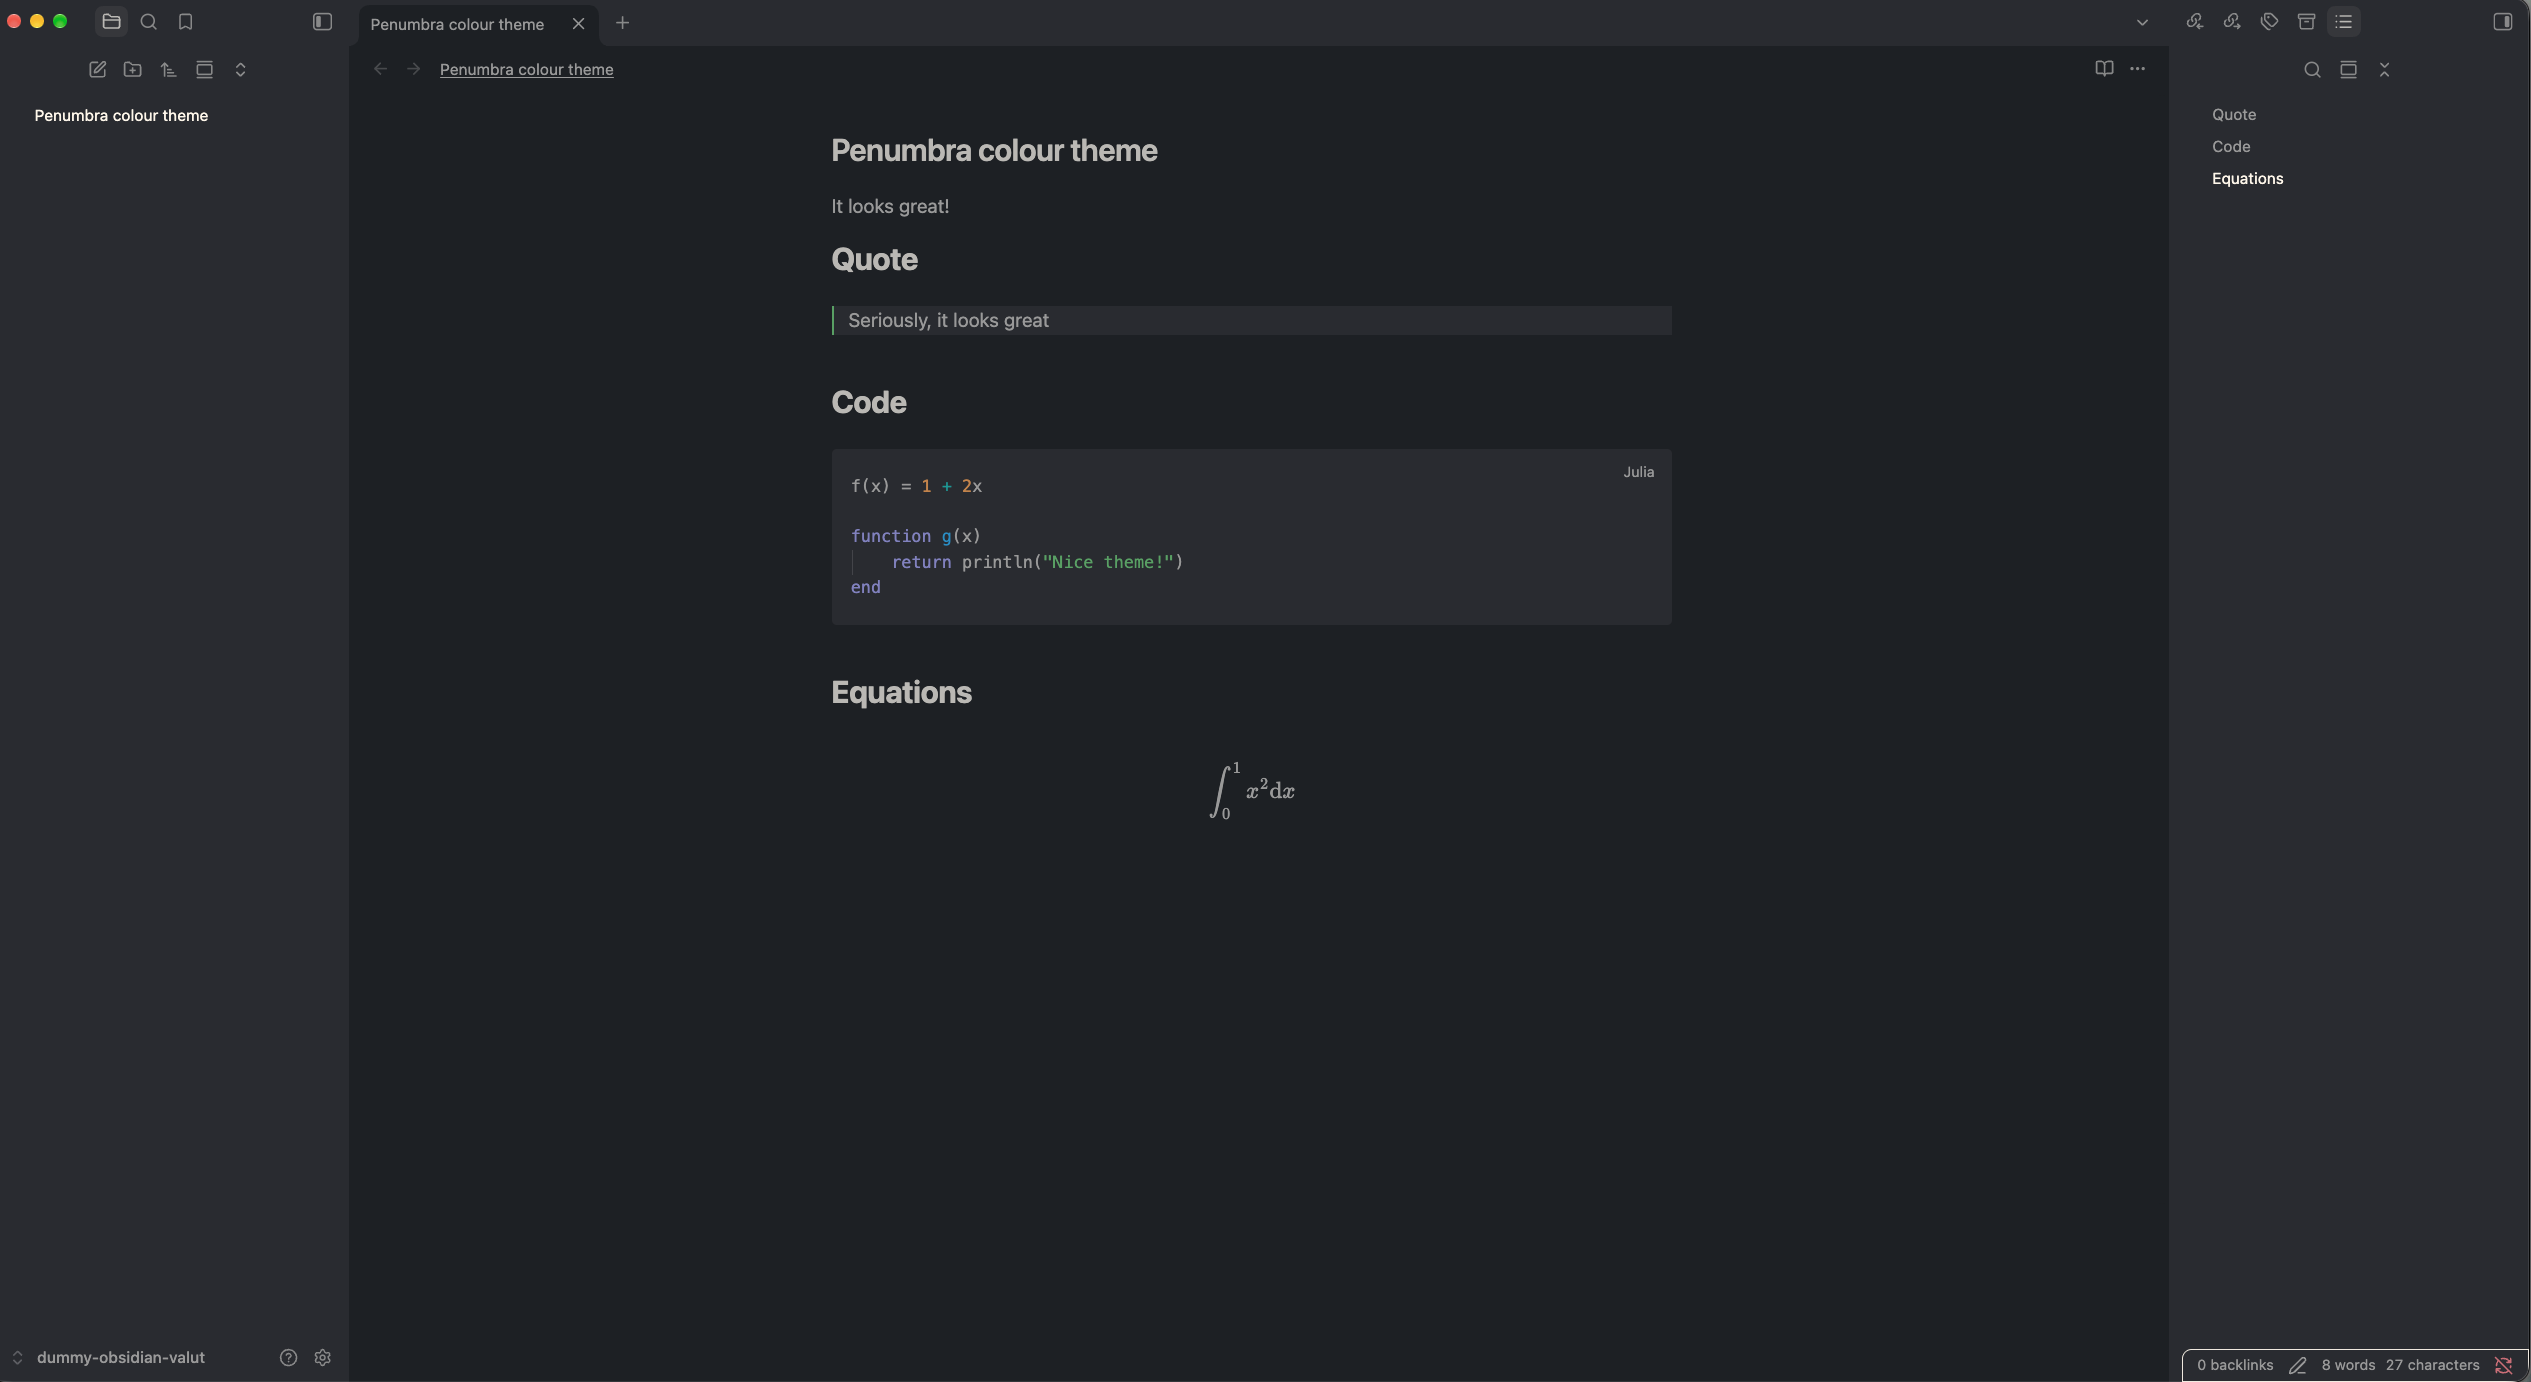 Penumbra colour theme
Penumbra colour theme
Penumbra colour theme
Penumbra colour theme
It looks great!
Quote
Seriously, it looks great
Code
Julia
f(x) = 1 + 2x
function g(x)
    return println("Nice theme!")
end
Equations
∫₀¹ x²dx
Quote
Code
Equations
dummy-obsidian-valut
0 backlinks 8 words 27 characters